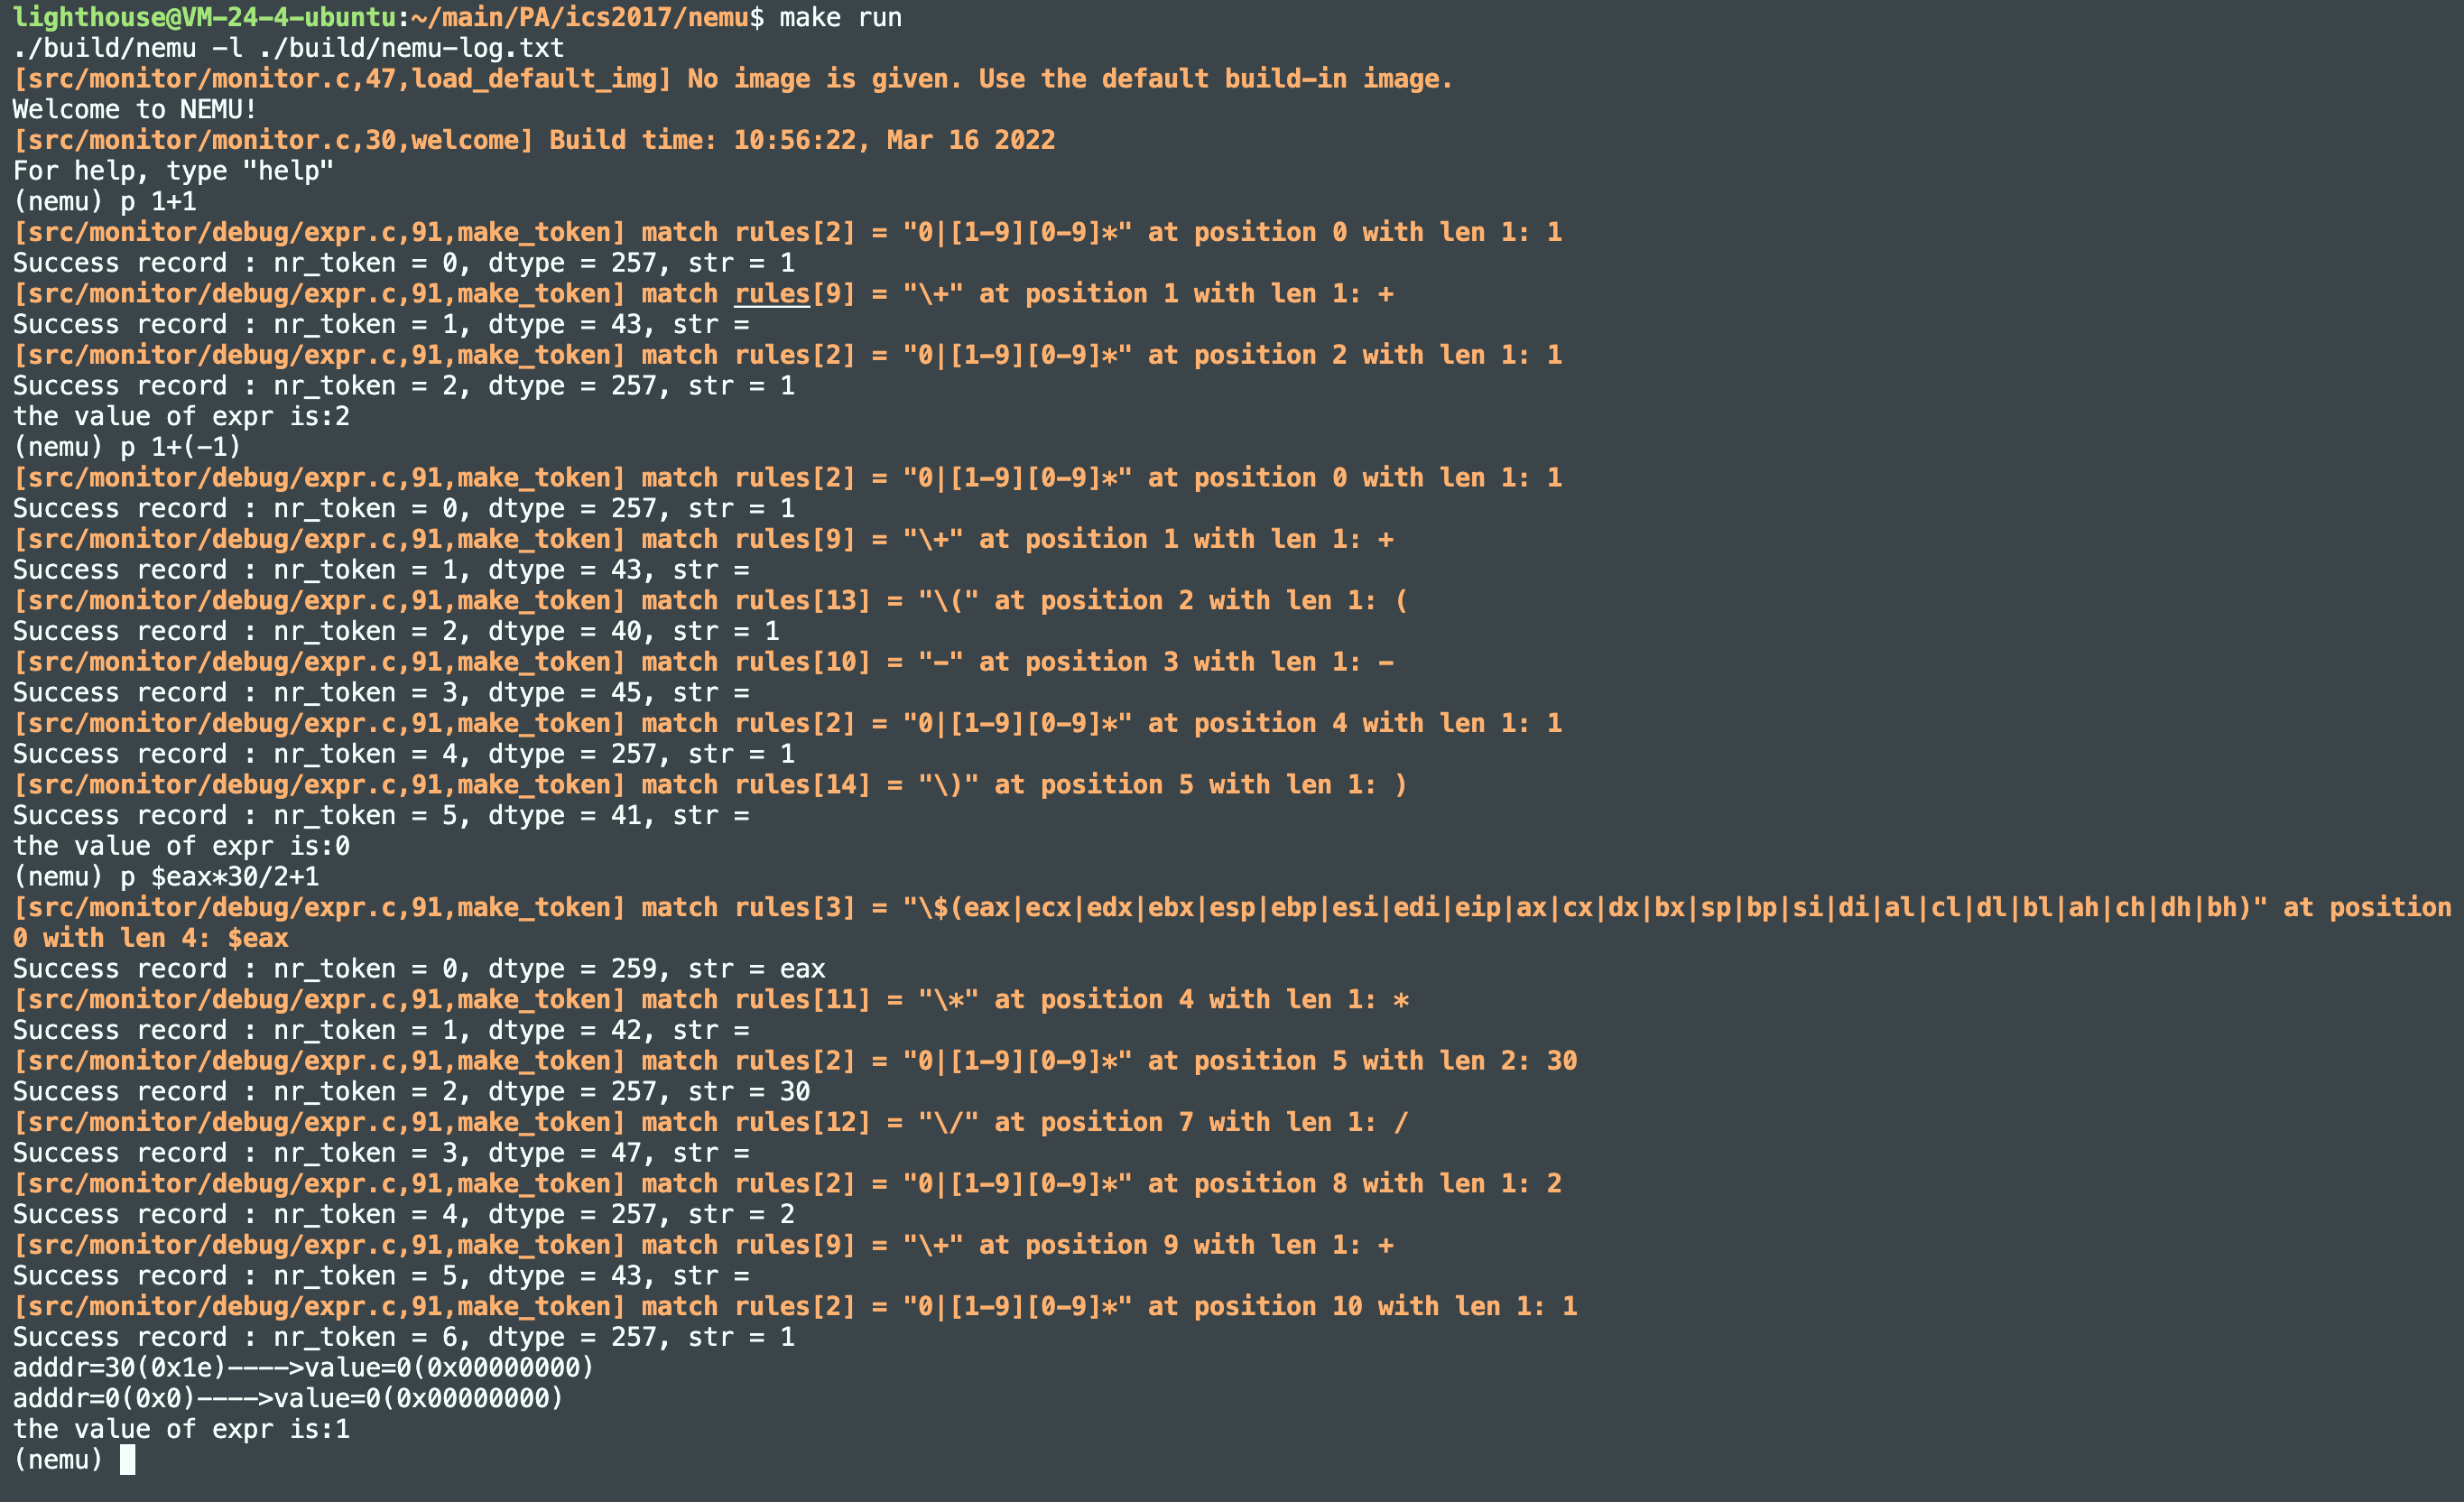 lighthouse@VM-24-4-ubuntu:~/main/PA/ics2017/nemu$ make run
./build/nemu -l ./build/nemu-log.txt
[src/monitor/monitor.c,47,load_default_img] No image is given. Use the default build-in image.
Welcome to NEMU!
[src/monitor/monitor.c,30,welcome] Build time: 10:56:22, Mar 16 2022
For help, type "help"
(nemu) p 1+1
[src/monitor/debug/expr.c,91,make_token] match rules[2] = "0|[1-9][0-9]*" at position 0 with len 1: 1
Success record : nr_token = 0, dtype = 257, str = 1
[src/monitor/debug/expr.c,91,make_token] match rules[9] = "\+" at position 1 with len 1: +
Success record : nr_token = 1, dtype = 43, str =
[src/monitor/debug/expr.c,91,make_token] match rules[2] = "0|[1-9][0-9]*" at position 2 with len 1: 1
Success record : nr_token = 2, dtype = 257, str = 1
the value of expr is:2
(nemu) p 1+(-1)
[src/monitor/debug/expr.c,91,make_token] match rules[2] = "0|[1-9][0-9]*" at position 0 with len 1: 1
Success record : nr_token = 0, dtype = 257, str = 1
[src/monitor/debug/expr.c,91,make_token] match rules[9] = "\+" at position 1 with len 1: +
Success record : nr_token = 1, dtype = 43, str =
[src/monitor/debug/expr.c,91,make_token] match rules[13] = "\(" at position 2 with len 1: (
Success record : nr_token = 2, dtype = 40, str = 1
[src/monitor/debug/expr.c,91,make_token] match rules[10] = "-" at position 3 with len 1: -
Success record : nr_token = 3, dtype = 45, str =
[src/monitor/debug/expr.c,91,make_token] match rules[2] = "0|[1-9][0-9]*" at position 4 with len 1: 1
Success record : nr_token = 4, dtype = 257, str = 1
[src/monitor/debug/expr.c,91,make_token] match rules[14] = "\)" at position 5 with len 1: )
Success record : nr_token = 5, dtype = 41, str =
the value of expr is:0
(nemu) p $eax*30/2+1
[src/monitor/debug/expr.c,91,make_token] match rules[3] = "\$(eax|ecx|edx|ebx|esp|ebp|esi|edi|eip|ax|cx|dx|bx|sp|bp|si|di|al|cl|dl|bl|ah|ch|dh|bh)" at position
0 with len 4: $eax
Success record : nr_token = 0, dtype = 259, str = eax
[src/monitor/debug/expr.c,91,make_token] match rules[11] = "\*" at position 4 with len 1: *
Success record : nr_token = 1, dtype = 42, str =
[src/monitor/debug/expr.c,91,make_token] match rules[2] = "0|[1-9][0-9]*" at position 5 with len 2: 30
Success record : nr_token = 2, dtype = 257, str = 30
[src/monitor/debug/expr.c,91,make_token] match rules[12] = "\/" at position 7 with len 1: /
Success record : nr_token = 3, dtype = 47, str =
[src/monitor/debug/expr.c,91,make_token] match rules[2] = "0|[1-9][0-9]*" at position 8 with len 1: 2
Success record : nr_token = 4, dtype = 257, str = 2
[src/monitor/debug/expr.c,91,make_token] match rules[9] = "\+" at position 9 with len 1: +
Success record : nr_token = 5, dtype = 43, str =
[src/monitor/debug/expr.c,91,make_token] match rules[2] = "0|[1-9][0-9]*" at position 10 with len 1: 1
Success record : nr_token = 6, dtype = 257, str = 1
adddr=30(0x1e)---->value=0(0x00000000)
adddr=0(0x0)---->value=0(0x00000000)
the value of expr is:1
(nemu)